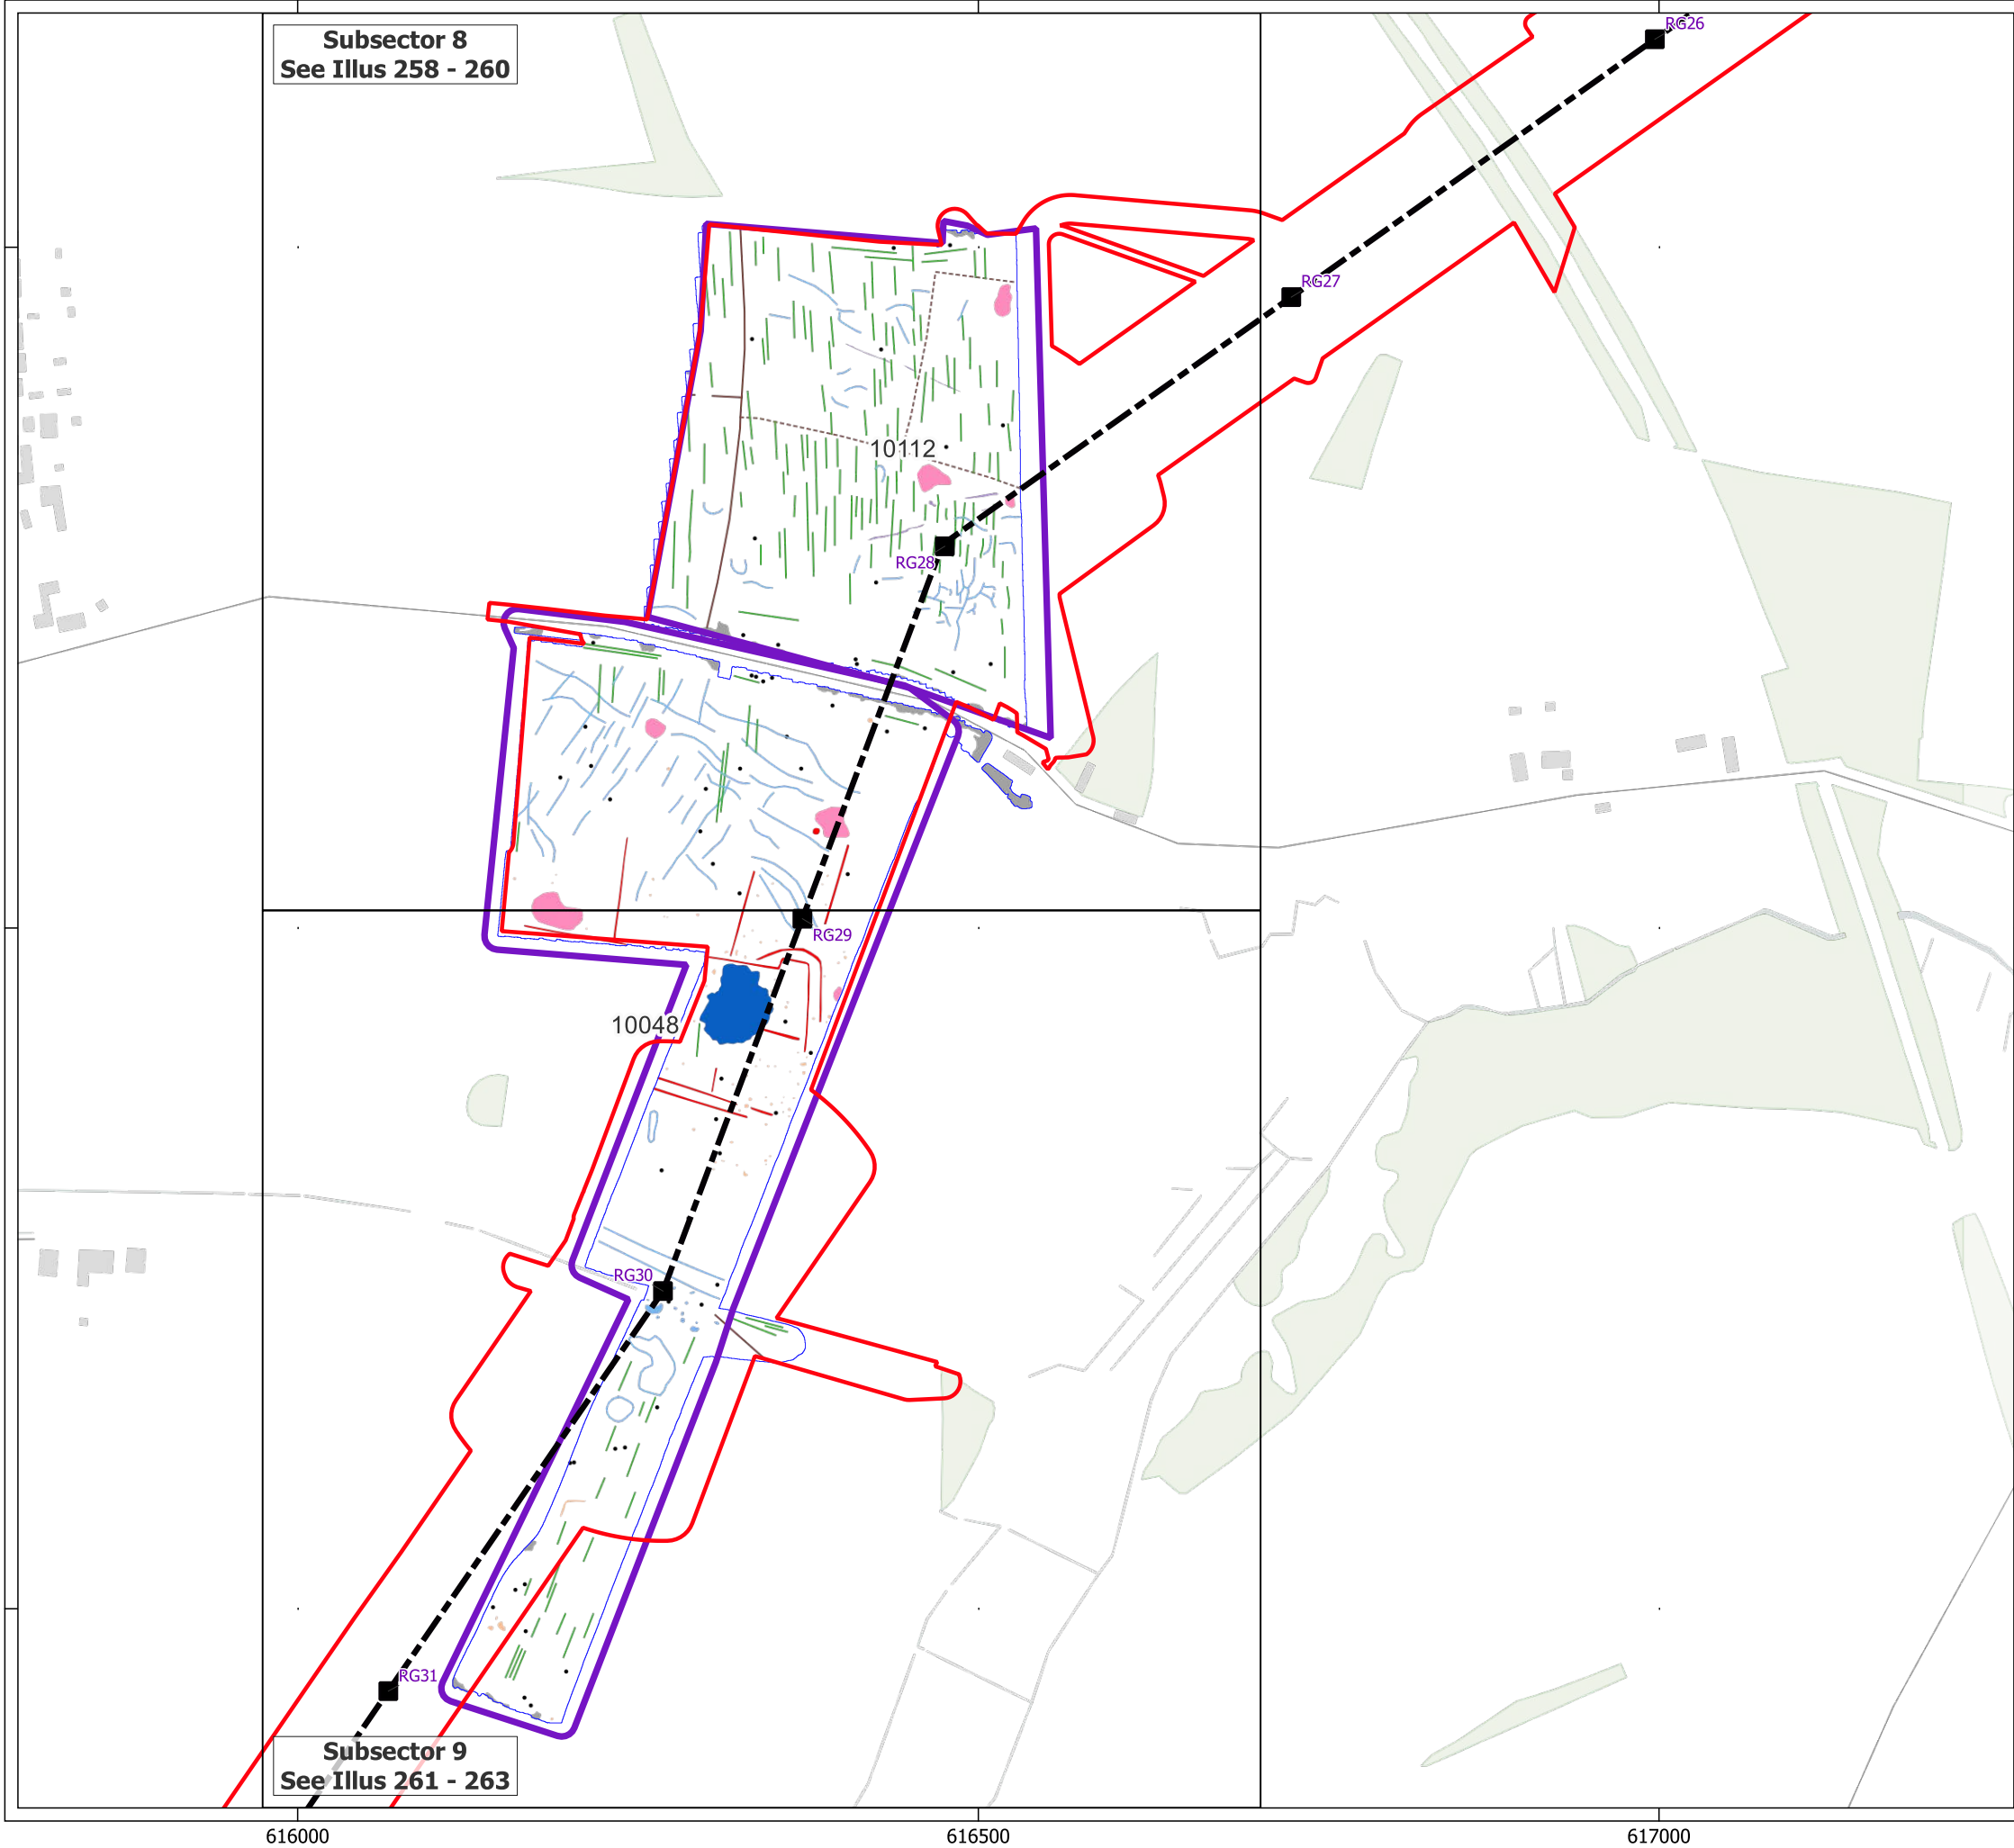 Subsector 8
See Illus 258 - 260
RG26
RG27
10112
RG28
RG29
10048
RG30
RG31
Subsector 9
See Illus 261 - 263
616000
616500
617000